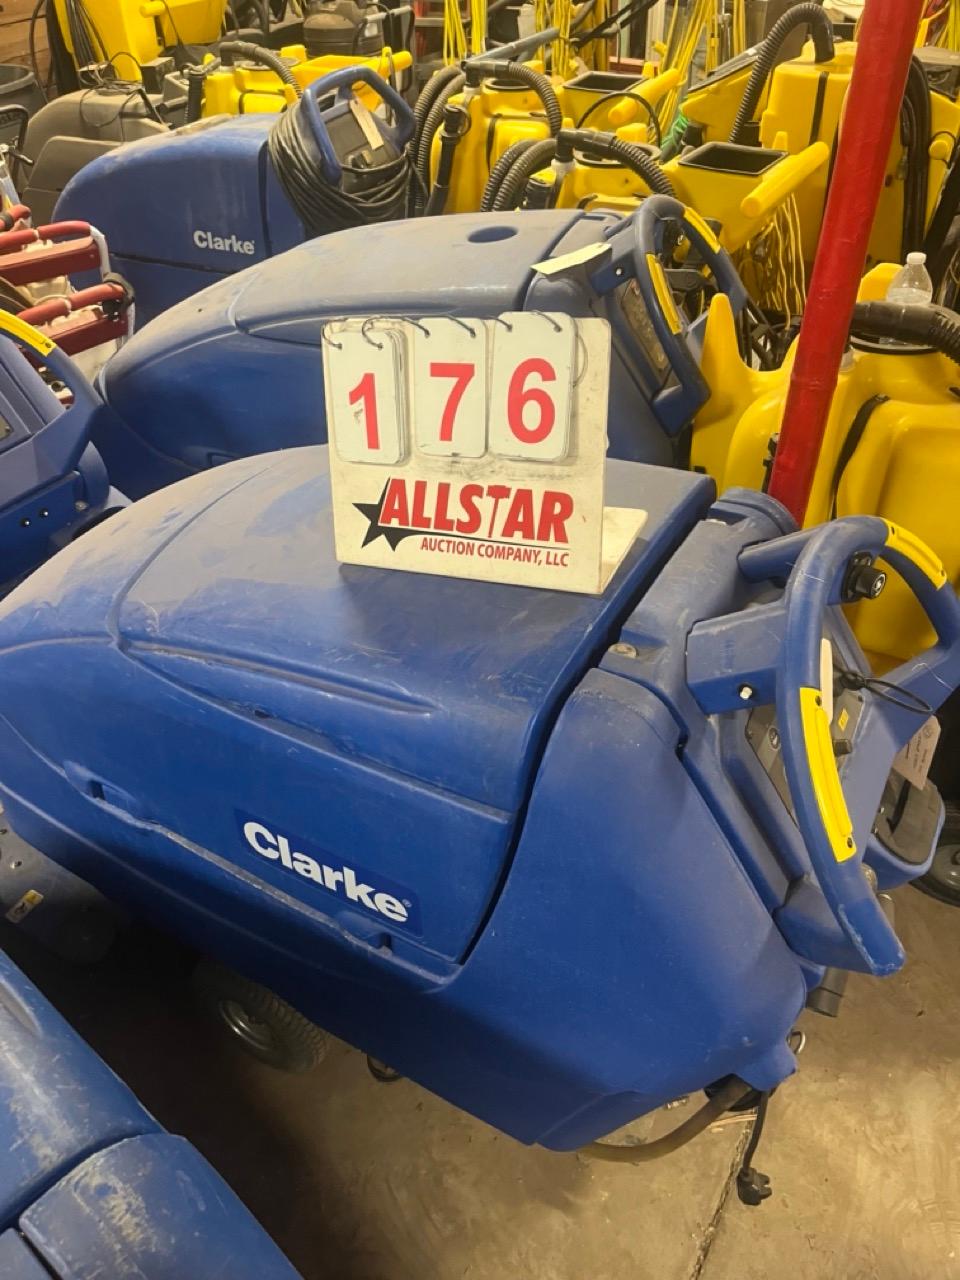 Clarke
176
ALLSTAR
AUCTION COMPANY, LLC
Clarke